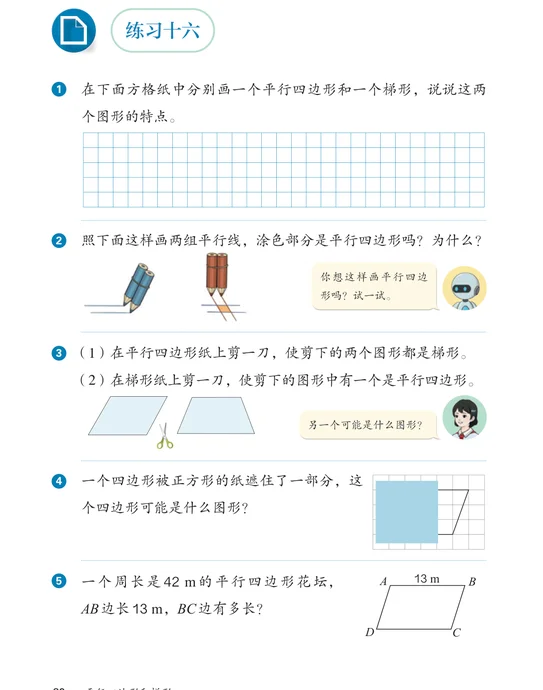 练习十六
1 在下面方格纸中分别画一个平行四边形和一个梯形，说说这两
个图形的特点。
2 照下面这样画两组平行线，涂色部分是平行四边形吗？为什么？
你想这样画平行四边
形吗？试一试。
3 （1）在平行四边形纸上剪一刀，使剪下的两个图形都是梯形。
（2）在梯形纸上剪一刀，使剪下的图形中有一个是平行四边形。
另一个可能是什么图形？
4 一个四边形被正方形的纸遮住了一部分，这
个四边形可能是什么图形？
5 一个周长是42 m的平行四边形花坛，
AB边长13 m，BC边有多长？
A 13 m B
D C